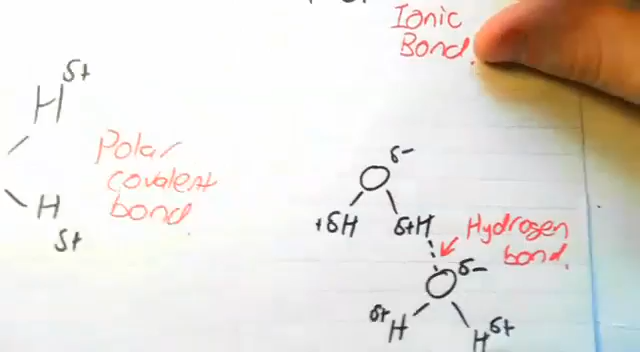 Ionic
Bond.
δ+
H
Polar
covalent
bond.
H
δ+
O δ-
+δH δ+H
Hydrogen
bond.
O δ-
δ+H H δ+